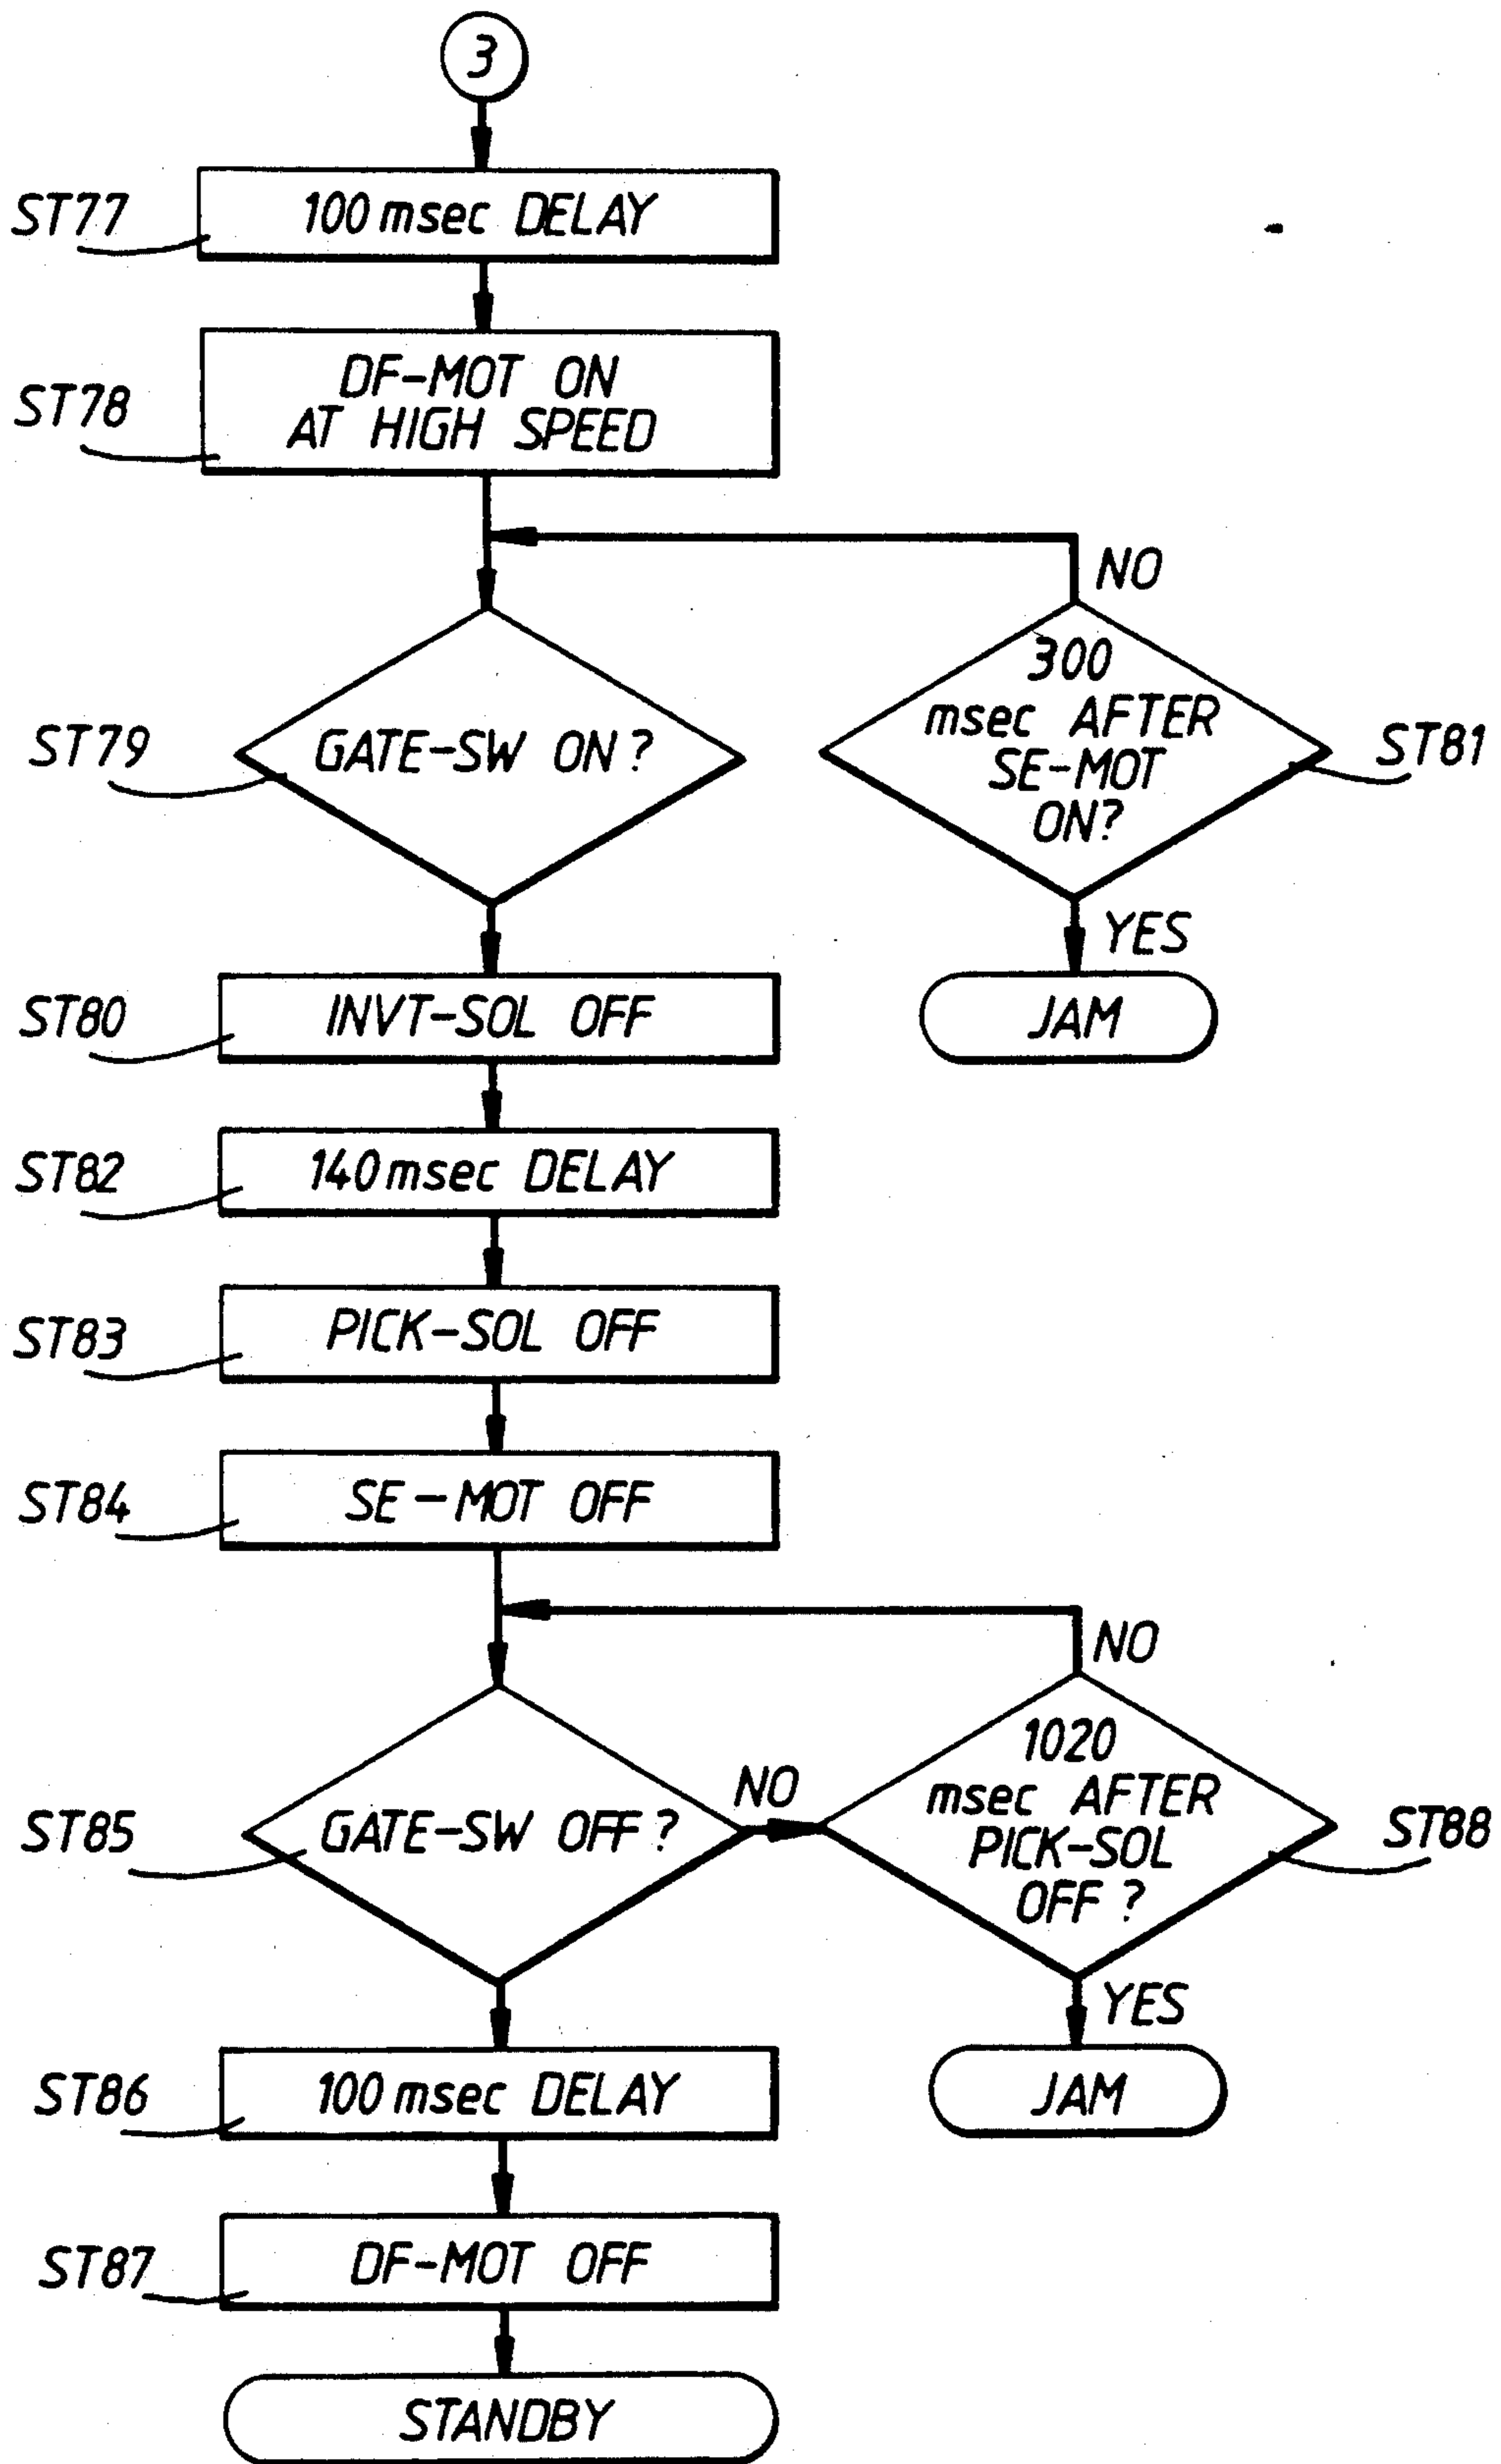 3
ST77
100 msec DELAY
ST78
DF-MOT ON
AT HIGH SPEED
NO
ST79
GATE-SW ON?
300
msec AFTER
SE-MOT
ON?
ST81
YES
ST80
INVT-SOL OFF
JAM
ST82
140 msec DELAY
ST83
PICK-SOL OFF
ST84
SE-MOT OFF
NO
ST85
GATE-SW OFF?
NO
1020
msec AFTER
PICK-SOL
OFF?
ST88
YES
ST86
100 msec DELAY
JAM
ST87
DF-MOT OFF
STANDBY